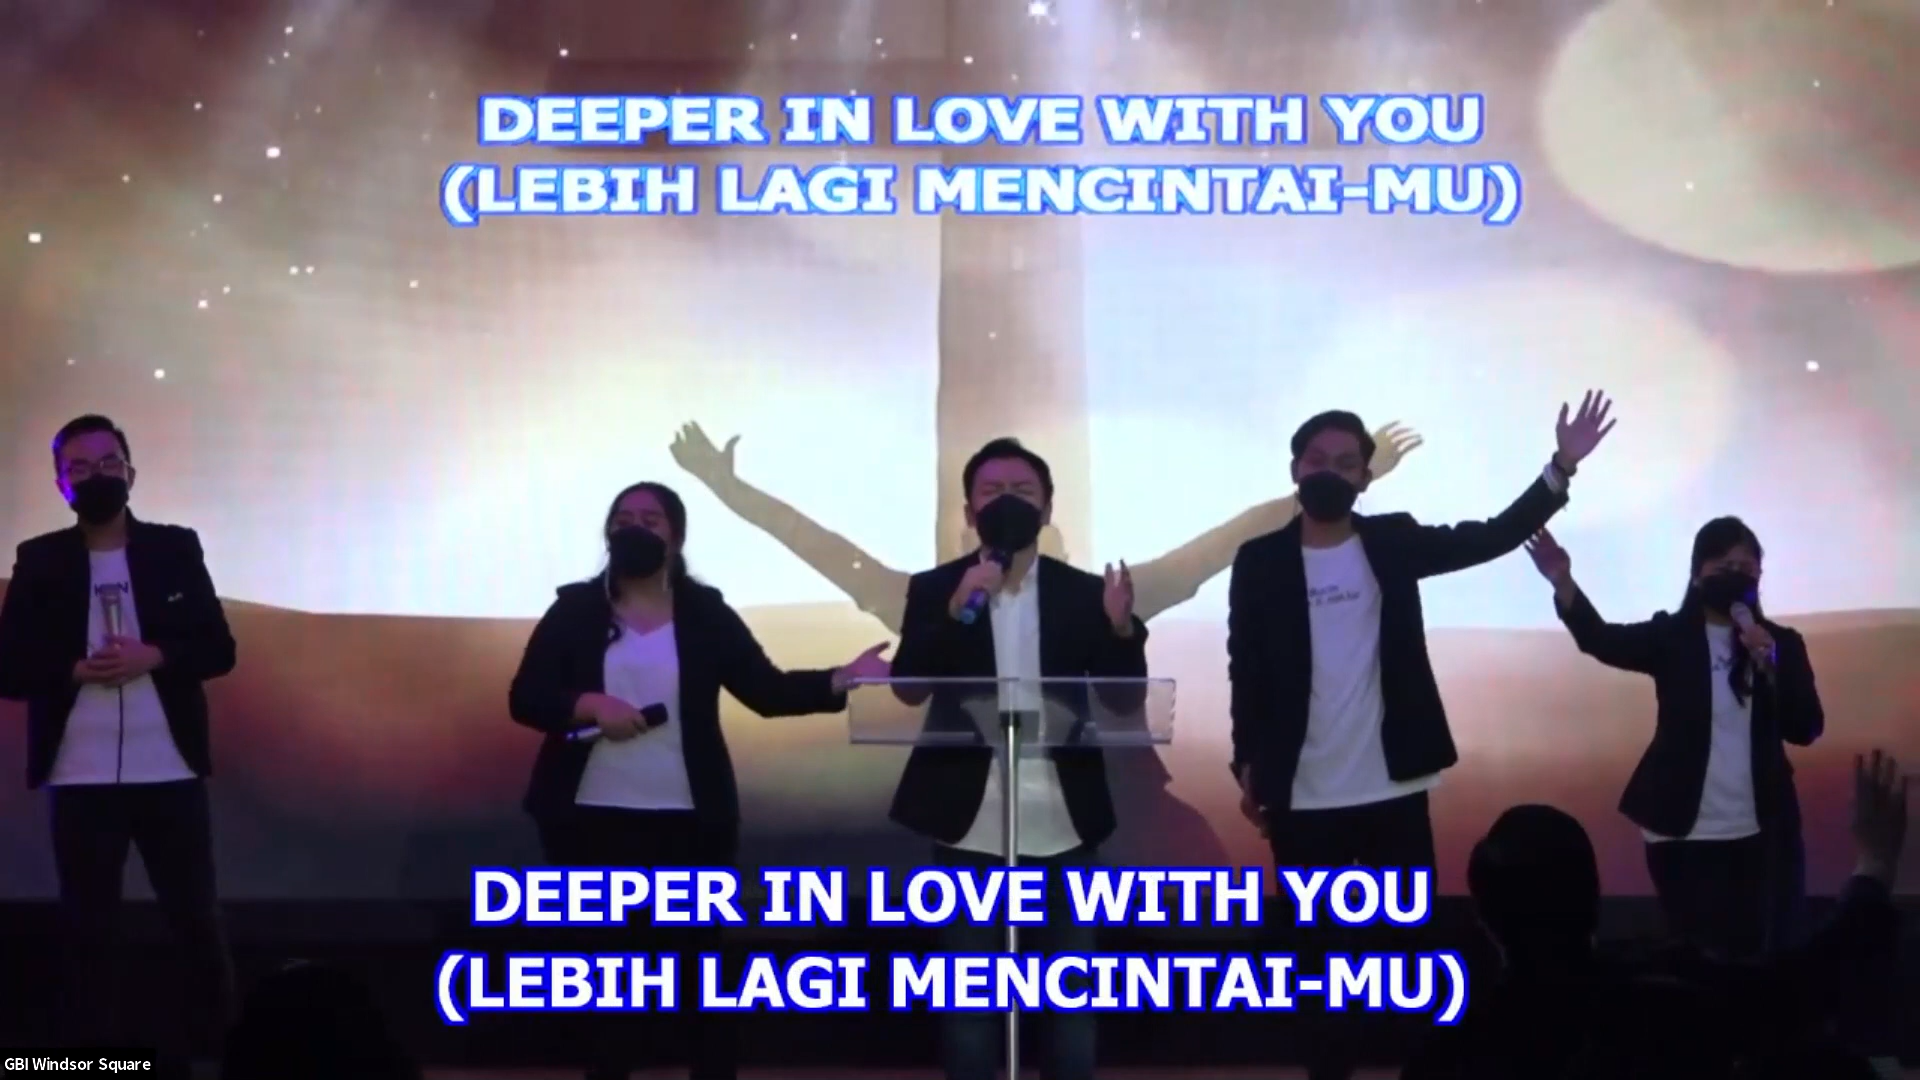 DEEPER IN LOVE WITH YOU
(LEBIH LAGI MENCINTAI-MU)
DEEPER IN LOVE WITH YOU
(LEBIH LAGI MENCINTAI-MU)
GBI Windsor Square